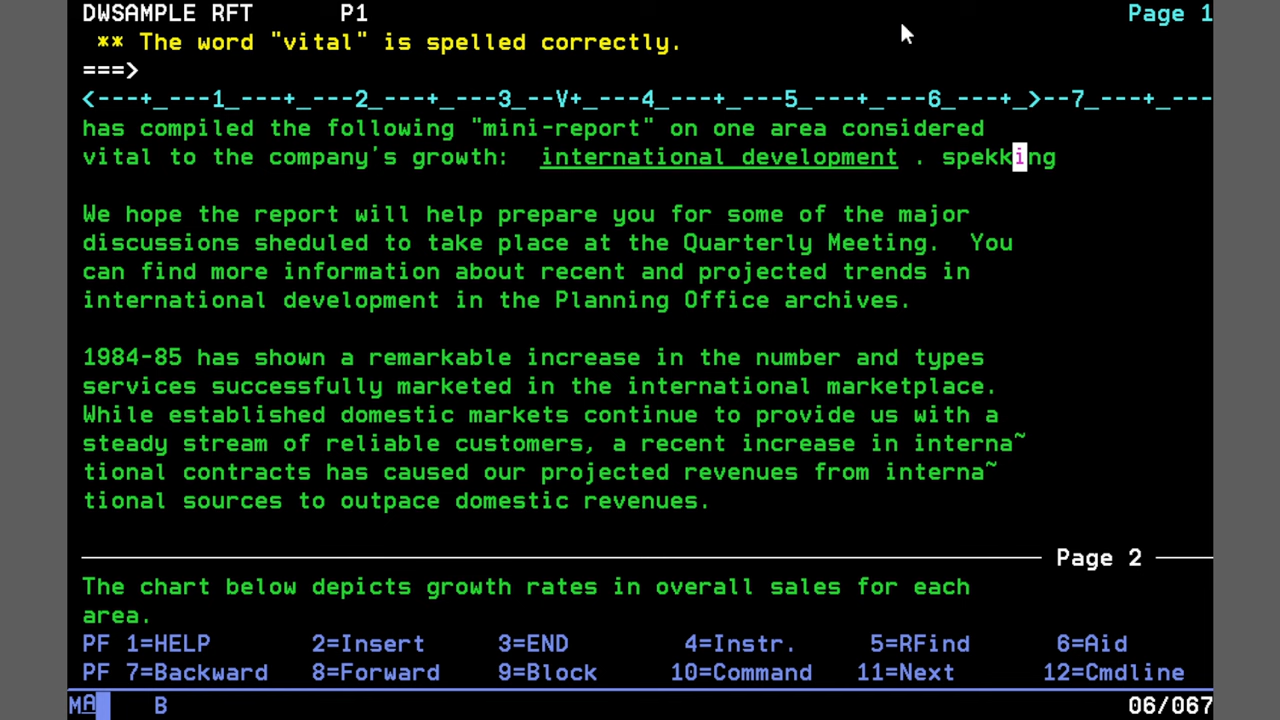 DWSAMPLE RFT P1 Page 1
** The word "vital" is spelled correctly.
===>
<---+_---1_---+_---2_---+_---3_--V+_---4_---+_---5_---+_---6_---+_>--7_---+_---
has compiled the following "mini-report" on one area considered
vital to the company's growth: international development . spekking
We hope the report will help prepare you for some of the major
discussions sheduled to take place at the Quarterly Meeting. You
can find more information about recent and projected trends in
international development in the Planning Office archives.
1984-85 has shown a remarkable increase in the number and types
services successfully marketed in the international marketplace.
While established domestic markets continue to provide us with a
steady stream of reliable customers, a recent increase in interna~
tional contracts has caused our projected revenues from interna~
tional sources to outpace domestic revenues.
Page 2
The chart below depicts growth rates in overall sales for each
area.
PF 1=HELP 2=Insert 3=END 4=Instr. 5=RFind 6=Aid
PF 7=Backward 8=Forward 9=Block 10=Command 11=Next 12=Cmdline
MA B 06/067